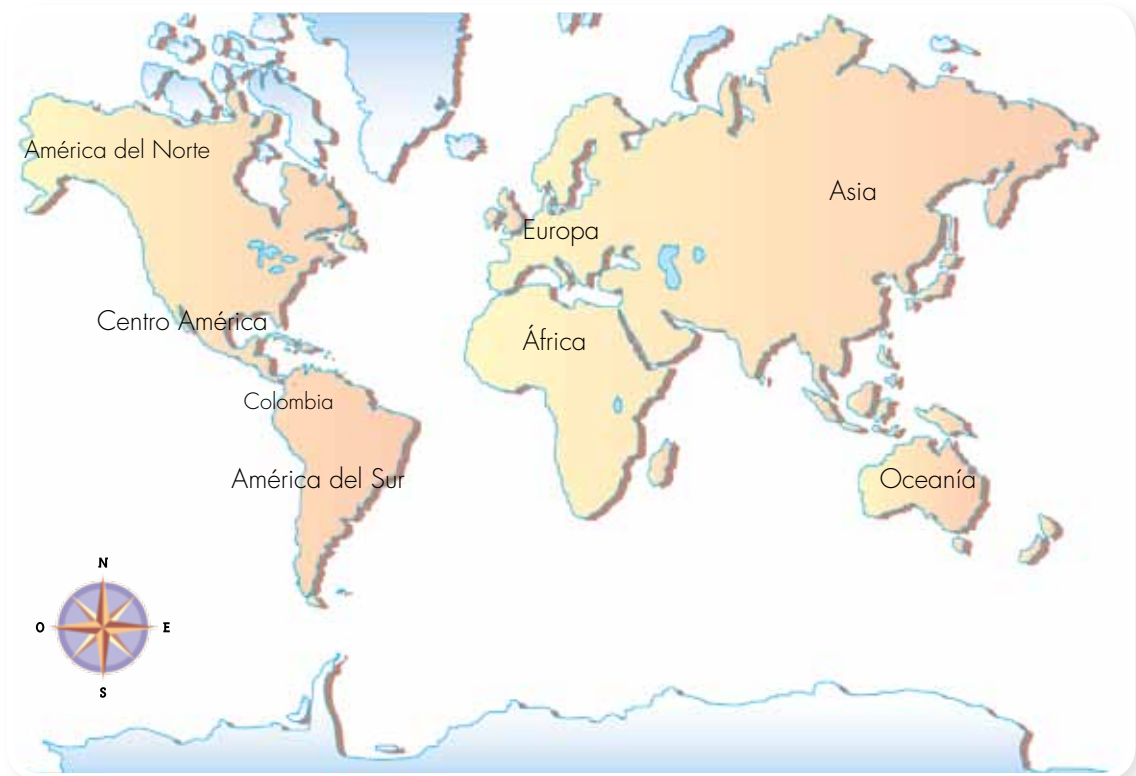 América del Norte
Asia
Europa
Centro América
África
Colombia
América del Sur
Oceanía
N
O
E
S